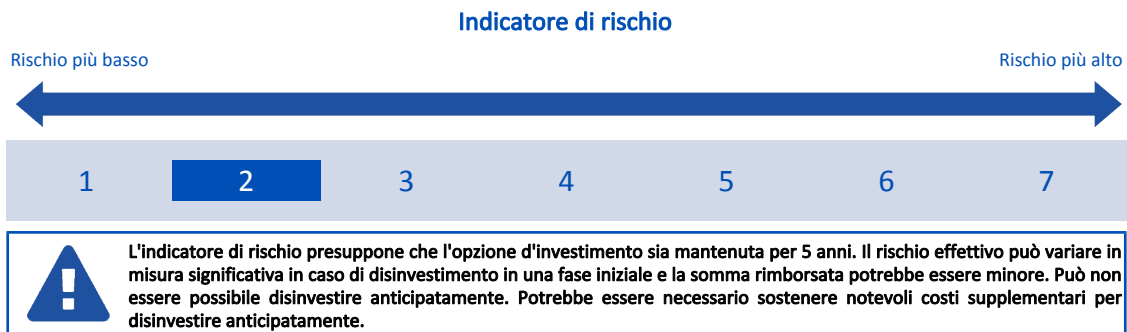 Indicatore di rischio
Rischio più basso Rischio più alto
1 2 3 4 5 6 7
L'indicatore di rischio presuppone che l'opzione d'investimento sia mantenuta per 5 anni. Il rischio effettivo può variare in
misura significativa in caso di disinvestimento in una fase iniziale e la somma rimborsata potrebbe essere minore. Può non
essere possibile disinvestire anticipatamente. Potrebbe essere necessario sostenere notevoli costi supplementari per
disinvestire anticipatamente.